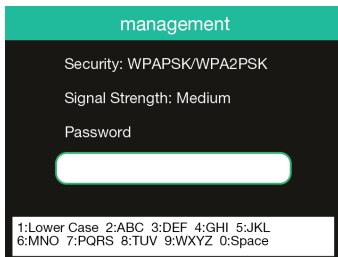 management
Security: WPAPSK/WPA2PSK
Signal Strength: Medium
Password
1:Lower Case 2:ABC 3:DEF 4:GHI 5:JKL
6:MNO 7:PQRS 8:TUV 9:WXYZ 0:Space